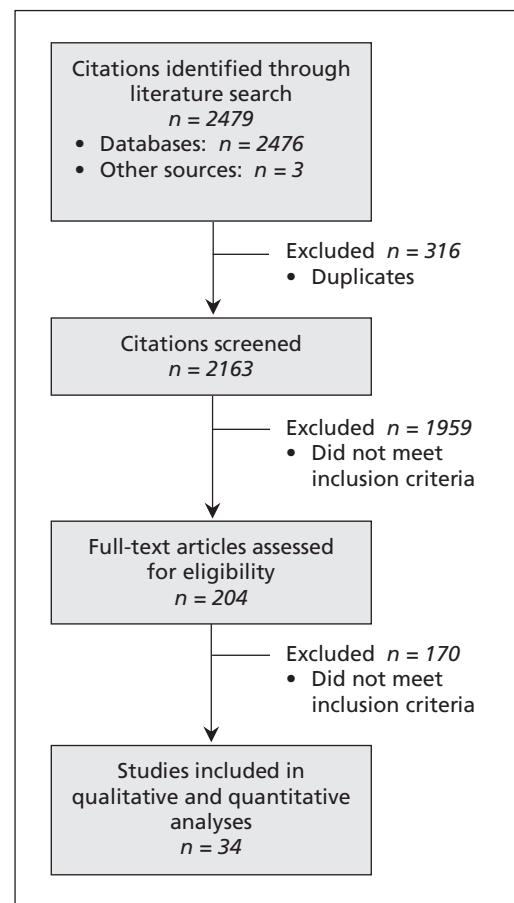 Citations identified through
literature search
n = 2479
• Databases: n = 2476
• Other sources: n = 3
Excluded n = 316
• Duplicates
Citations screened
n = 2163
Excluded n = 1959
• Did not meet
inclusion criteria
Full-text articles assessed
for eligibility
n = 204
Excluded n = 170
• Did not meet
inclusion criteria
Studies included in
qualitative and quantitative
analyses
n = 34